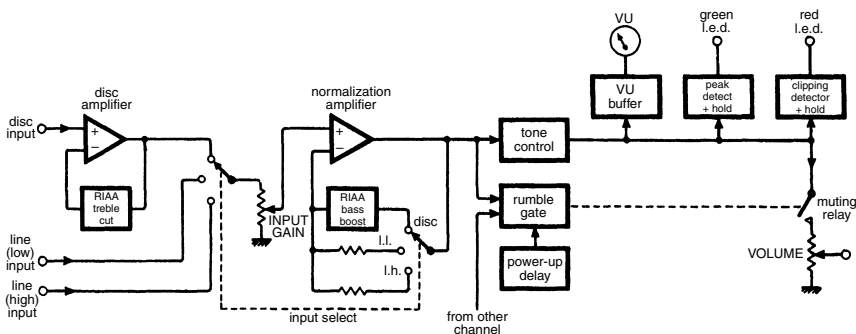 VU
green
l.e.d.
red
l.e.d.
disc
amplifier
normalization
amplifier
VU
buffer
peak
detect
+ hold
clipping
detector
+ hold
disc
input
+
−
+
−
tone
control
RIAA
treble
cut
INPUT
GAIN
RIAA
bass
boost
disc
rumble
gate
muting
relay
l.l.
l.h.
line
(low)
input
power-up
delay
VOLUME
line
(high)
input
input select
from other
channel